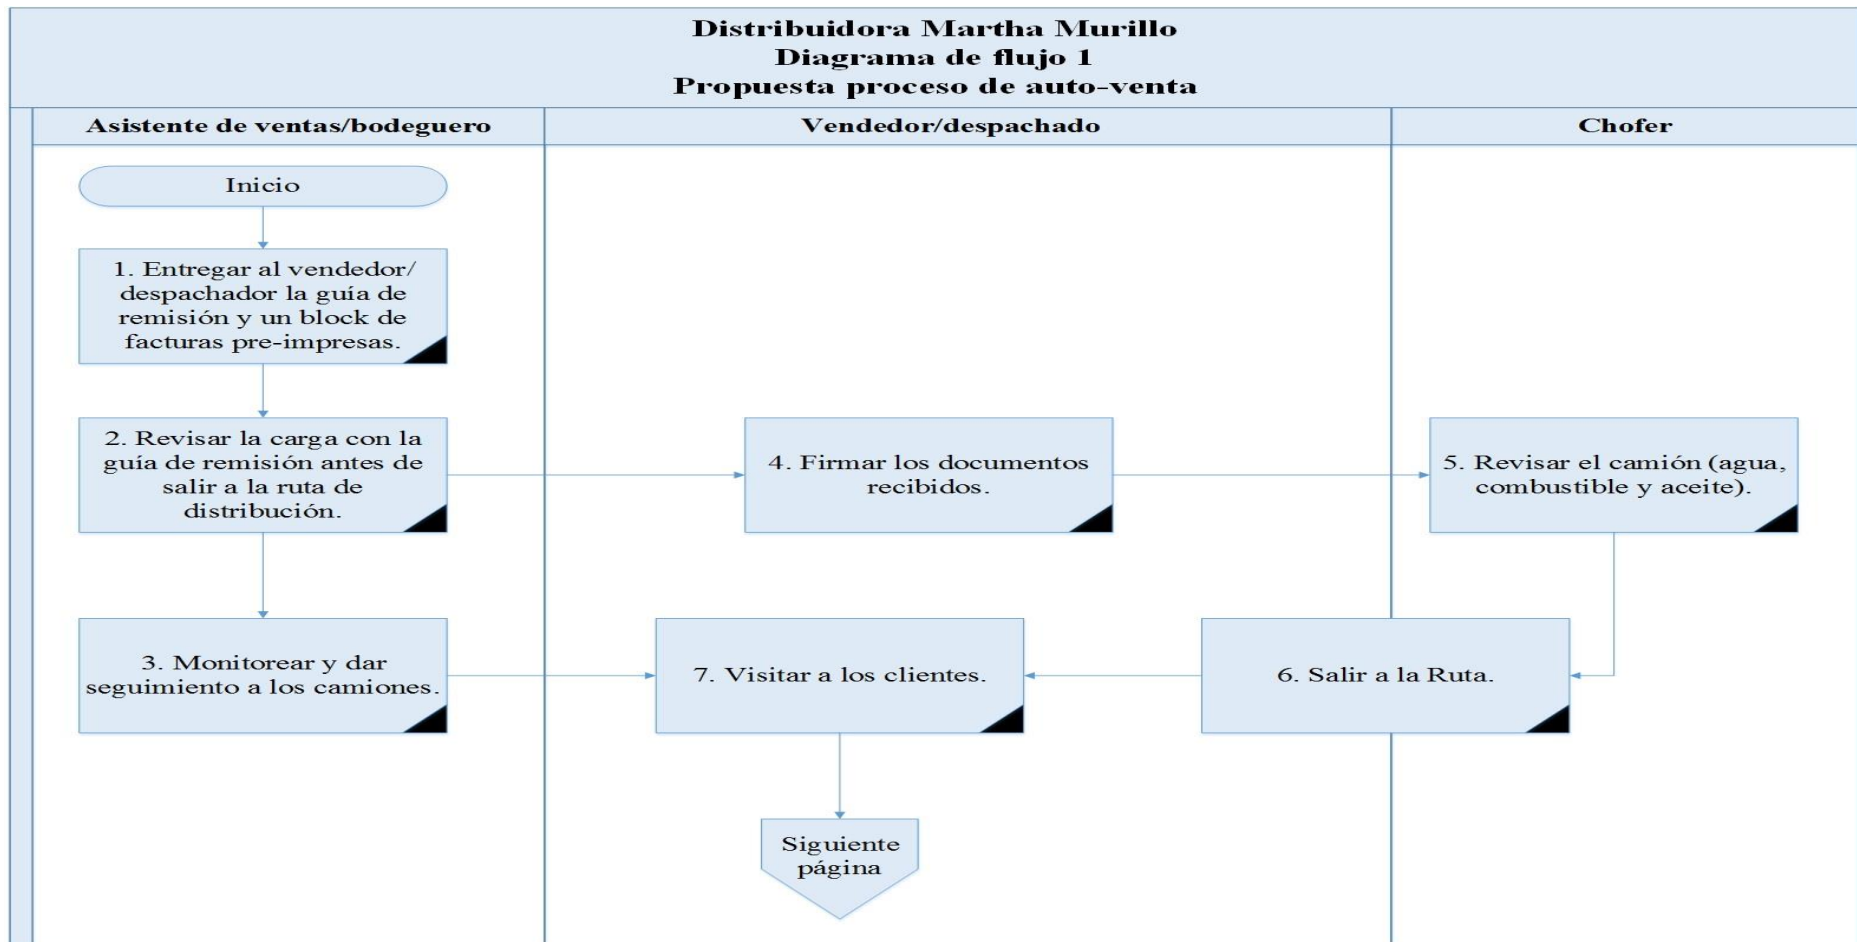 Distribuidora Martha Murillo
Diagrama de flujo 1
Propuesta proceso de auto-venta
Asistente de ventas/bodeguero
Vendedor/despachado
Chofer
Inicio
1. Entregar al vendedor/
despachador la guía de
remisión y un block de
facturas pre-impresas.
2. Revisar la carga con la
guía de remisión antes de
salir a la ruta de
distribución.
4. Firmar los documentos
recibidos.
5. Revisar el camión (agua,
combustible y aceite).
3. Monitorear y dar
seguimiento a los camiones.
7. Visitar a los clientes.
6. Salir a la Ruta.
Siguiente
página